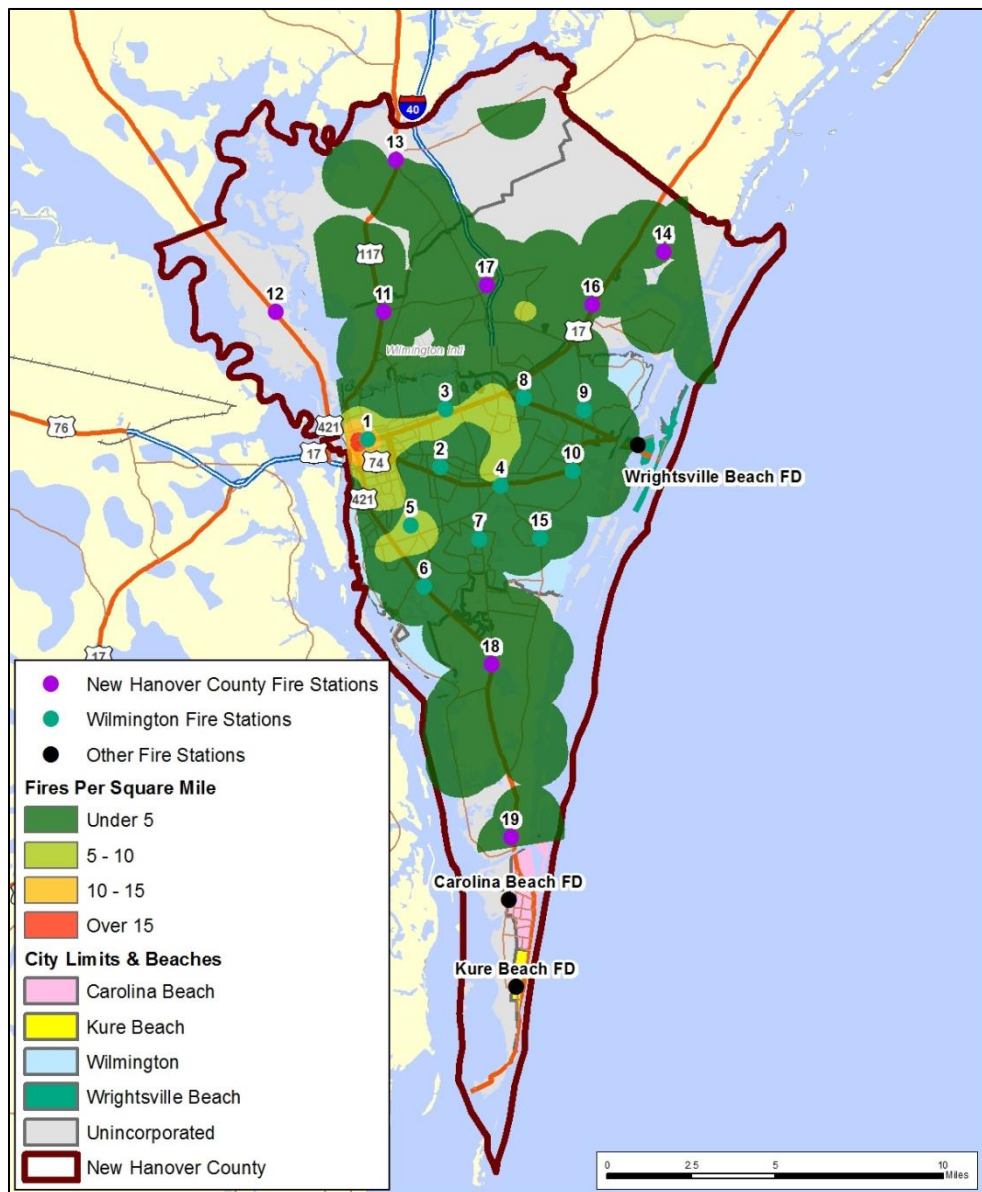 40
13
14
117
17
16
12
11
17
Wilmington Intl
3
8
9
421
1
76
17
74
2
10
4
Wrightsville Beach FD
421
5
7
15
6
17
18
19
Carolina Beach FD
Kure Beach FD
New Hanover County Fire Stations
Wilmington Fire Stations
Other Fire Stations
Fires Per Square Mile
Under 5
5 - 10
10 - 15
Over 15
City Limits & Beaches
Carolina Beach
Kure Beach
Wilmington
Wrightsville Beach
Unincorporated
New Hanover County
0 2.5 5 10
Miles